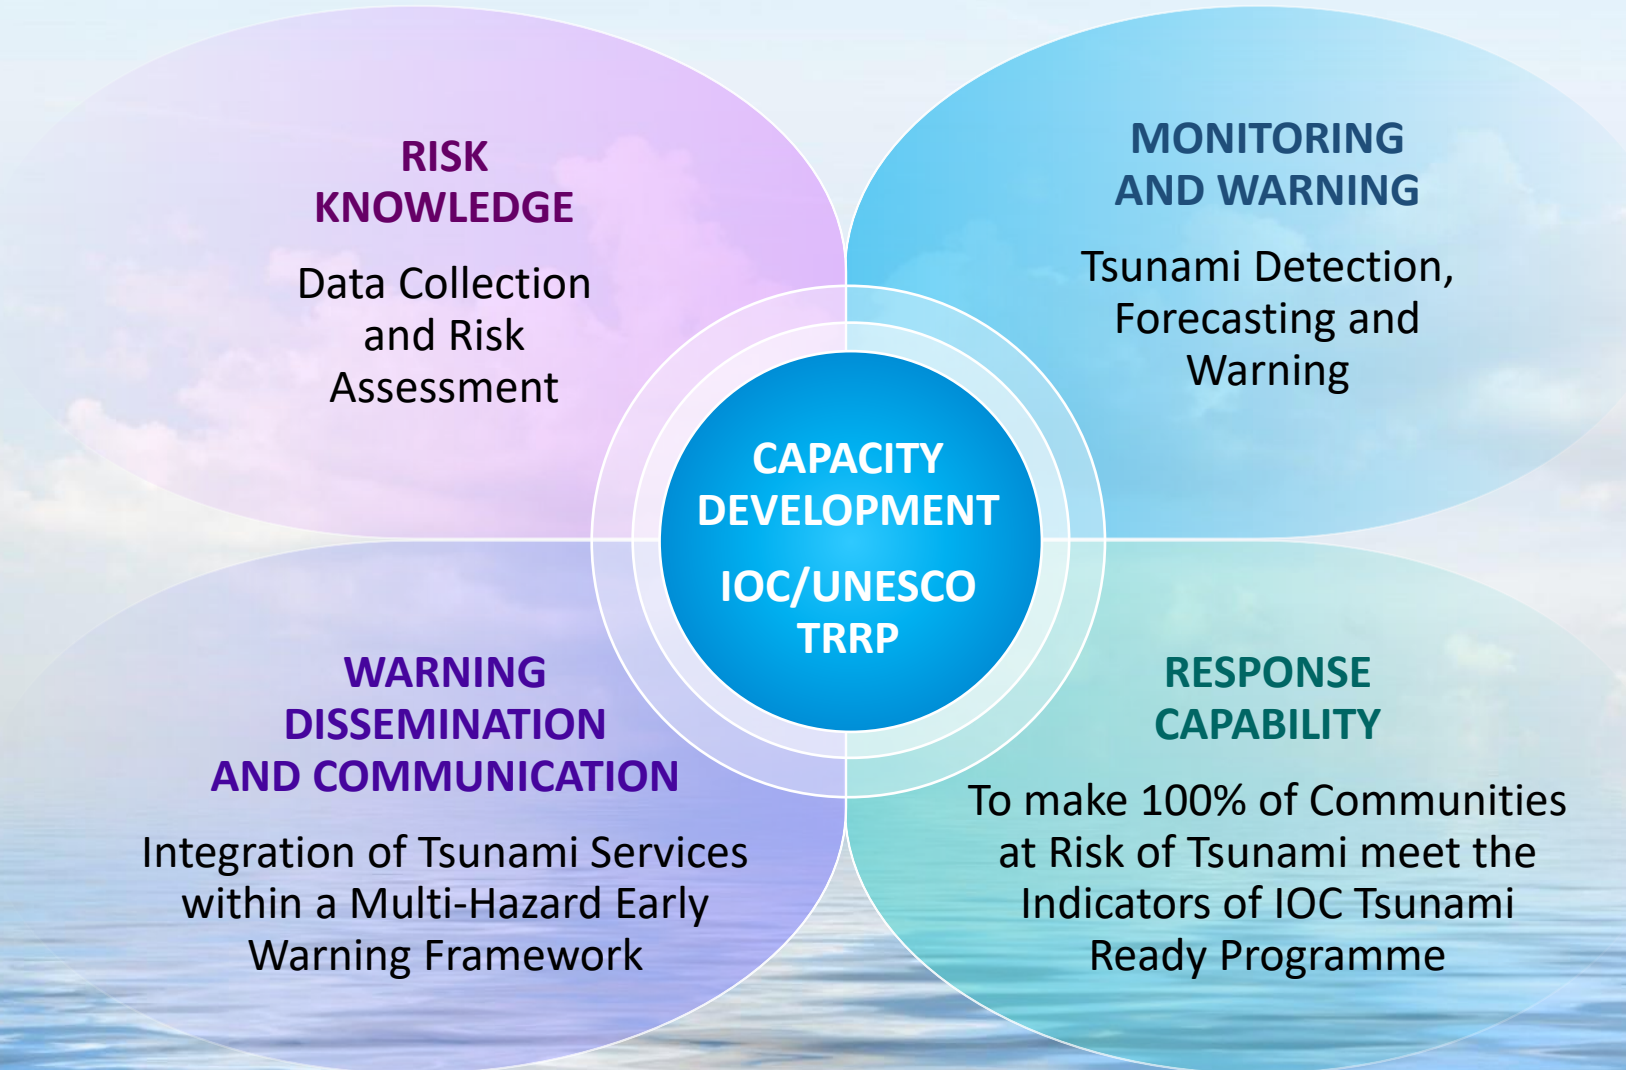 RISK
KNOWLEDGE
Data Collection
and Risk
Assessment
MONITORING
AND WARNING
Tsunami Detection,
Forecasting and
Warning
CAPACITY
DEVELOPMENT
IOC/UNESCO
TRRP
WARNING
DISSEMINATION
AND COMMUNICATION
Integration of Tsunami Services
within a Multi-Hazard Early
Warning Framework
RESPONSE
CAPABILITY
To make 100% of Communities
at Risk of Tsunami meet the
Indicators of IOC Tsunami
Ready Programme